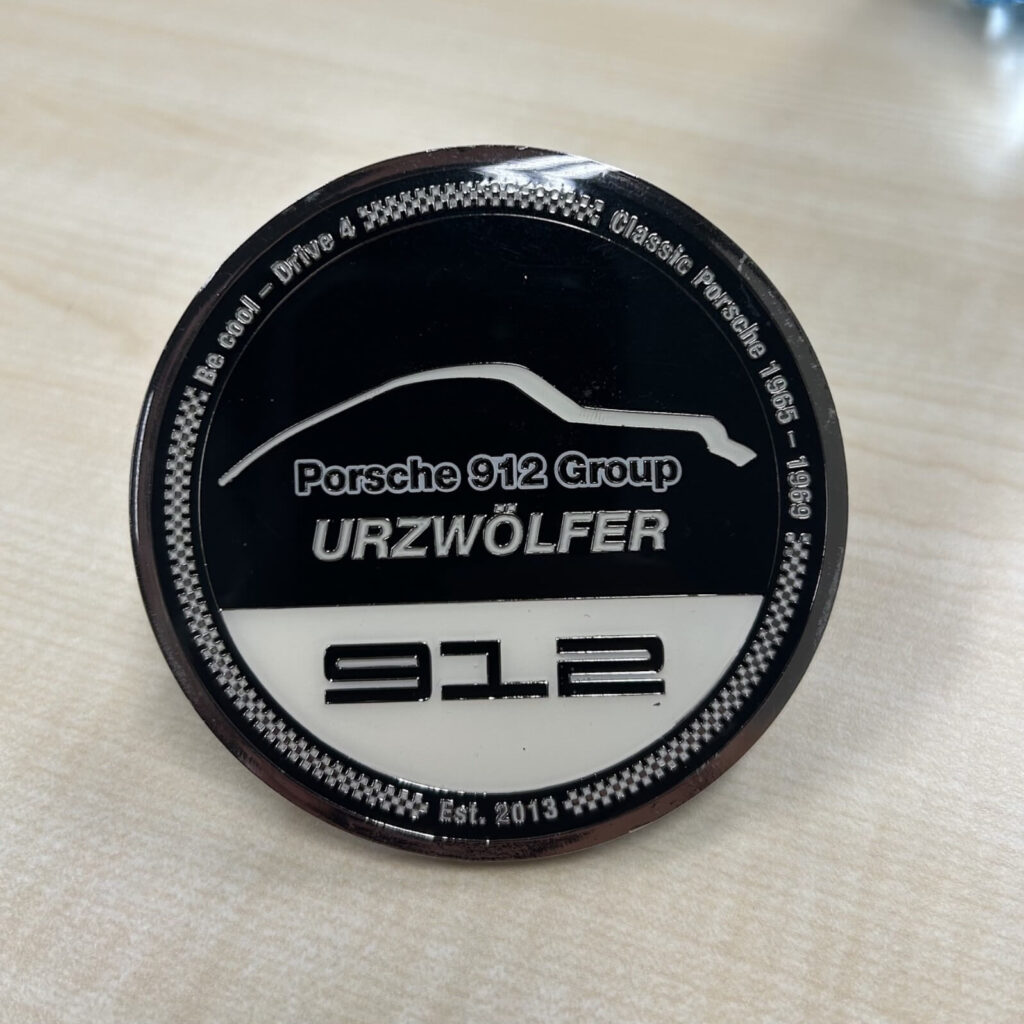 Be cool – Drive 4
Classic Porsche 1965 – 1969
Porsche 912 Group
URZWÖLFER
912
Est. 2013